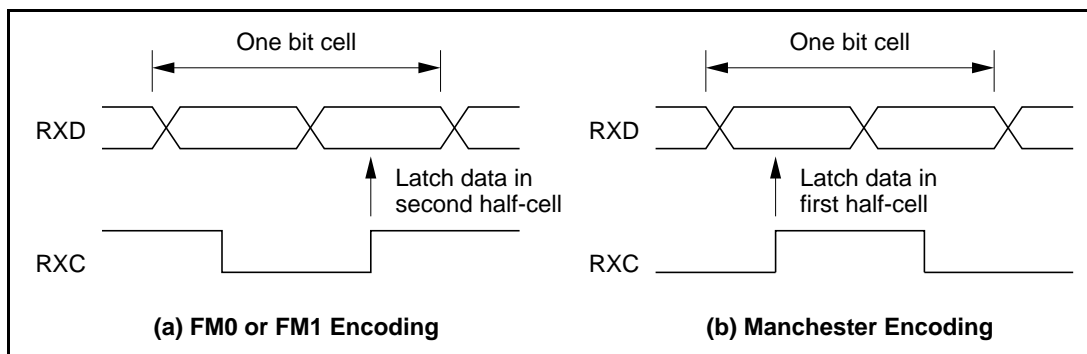 One bit cell
RXD
Latch data in
second half-cell
RXC
(a) FM0 or FM1 Encoding
One bit cell
RXD
Latch data in
first half-cell
RXC
(b) Manchester Encoding